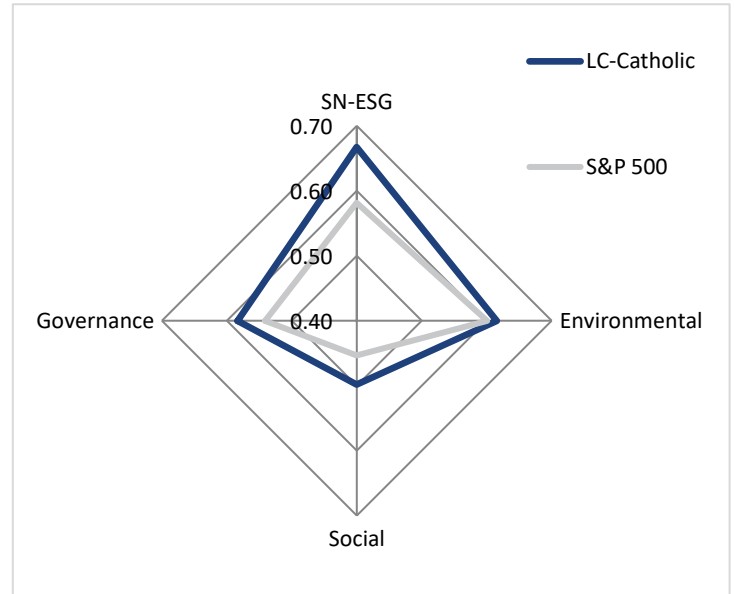 LC-Catholic
SN-ESG
0.70
S&P 500
0.60
0.50
Governance
0.40
Environmental
Social